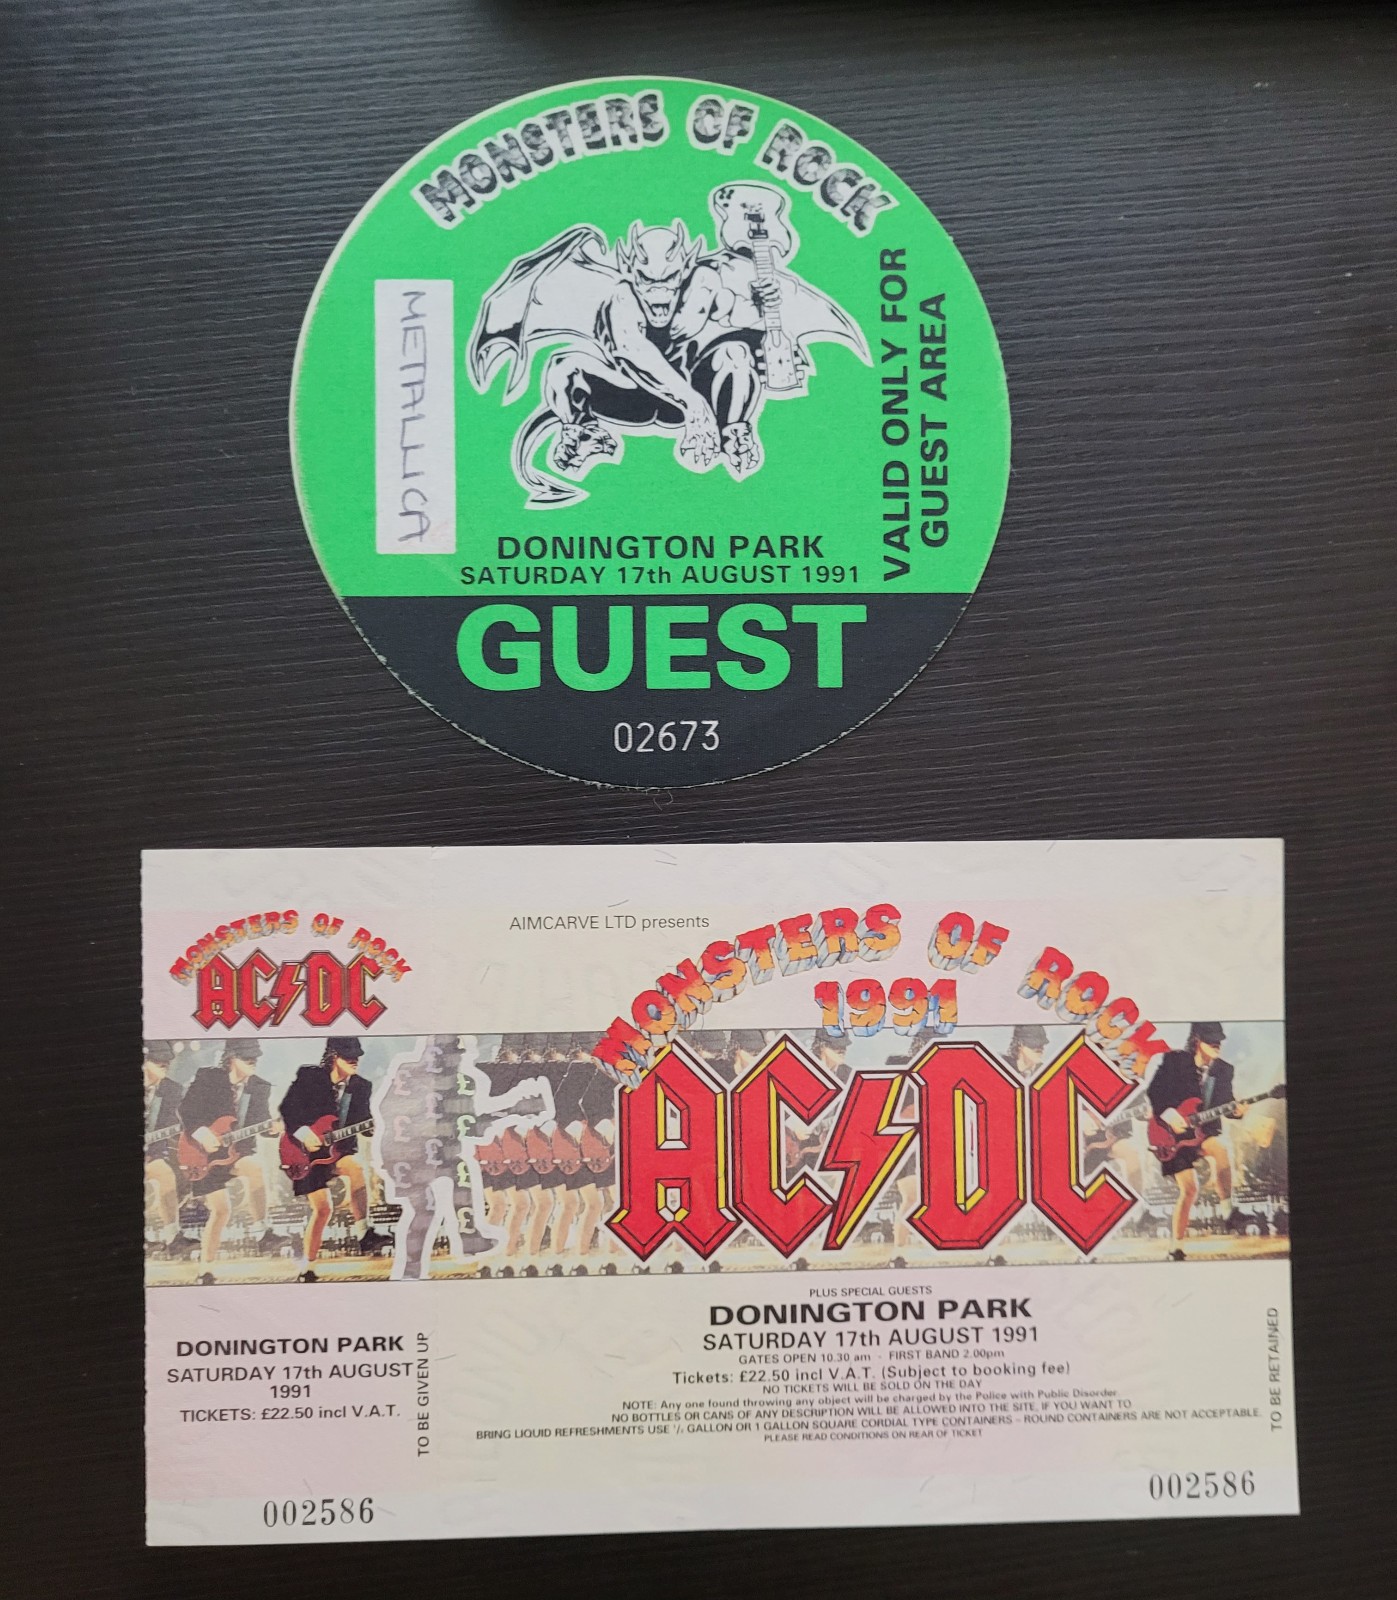 MONSTERS OF ROCK
METALLICA
VALID ONLY FOR
GUEST AREA
DONINGTON PARK
SATURDAY 17th AUGUST 1991
GUEST
02673
MONSTERS OF ROCK
AC/DC
DONINGTON PARK
SATURDAY 17th AUGUST
1991
TICKETS: £22.50 incl V.A.T.
TO BE GIVEN UP
002586
AIMCARVE LTD presents
MONSTERS OF ROCK
1991
AC/DC
PLUS SPECIAL GUESTS
DONINGTON PARK
SATURDAY 17th AUGUST 1991
GATES OPEN 10.30 am - FIRST BAND 2.00pm
Tickets: £22.50 incl V.A.T. (Subject to booking fee)
NO TICKETS WILL BE SOLD ON THE DAY
NOTE: Any one found throwing any object will be charged by the Police with Public Disorder
NO BOTTLES OR CANS OF ANY DESCRIPTION WILL BE ALLOWED INTO THE SITE, IF YOU WANT TO
BRING LIQUID REFRESHMENTS USE GALLON OR 1 GALLON SQUARE CORDIAL TYPE CONTAINERS - ROUND CONTAINERS ARE NOT ACCEPTABLE.
PLEASE READ CONDITIONS ON REAR OF TICKET
TO BE RETAINED
002586